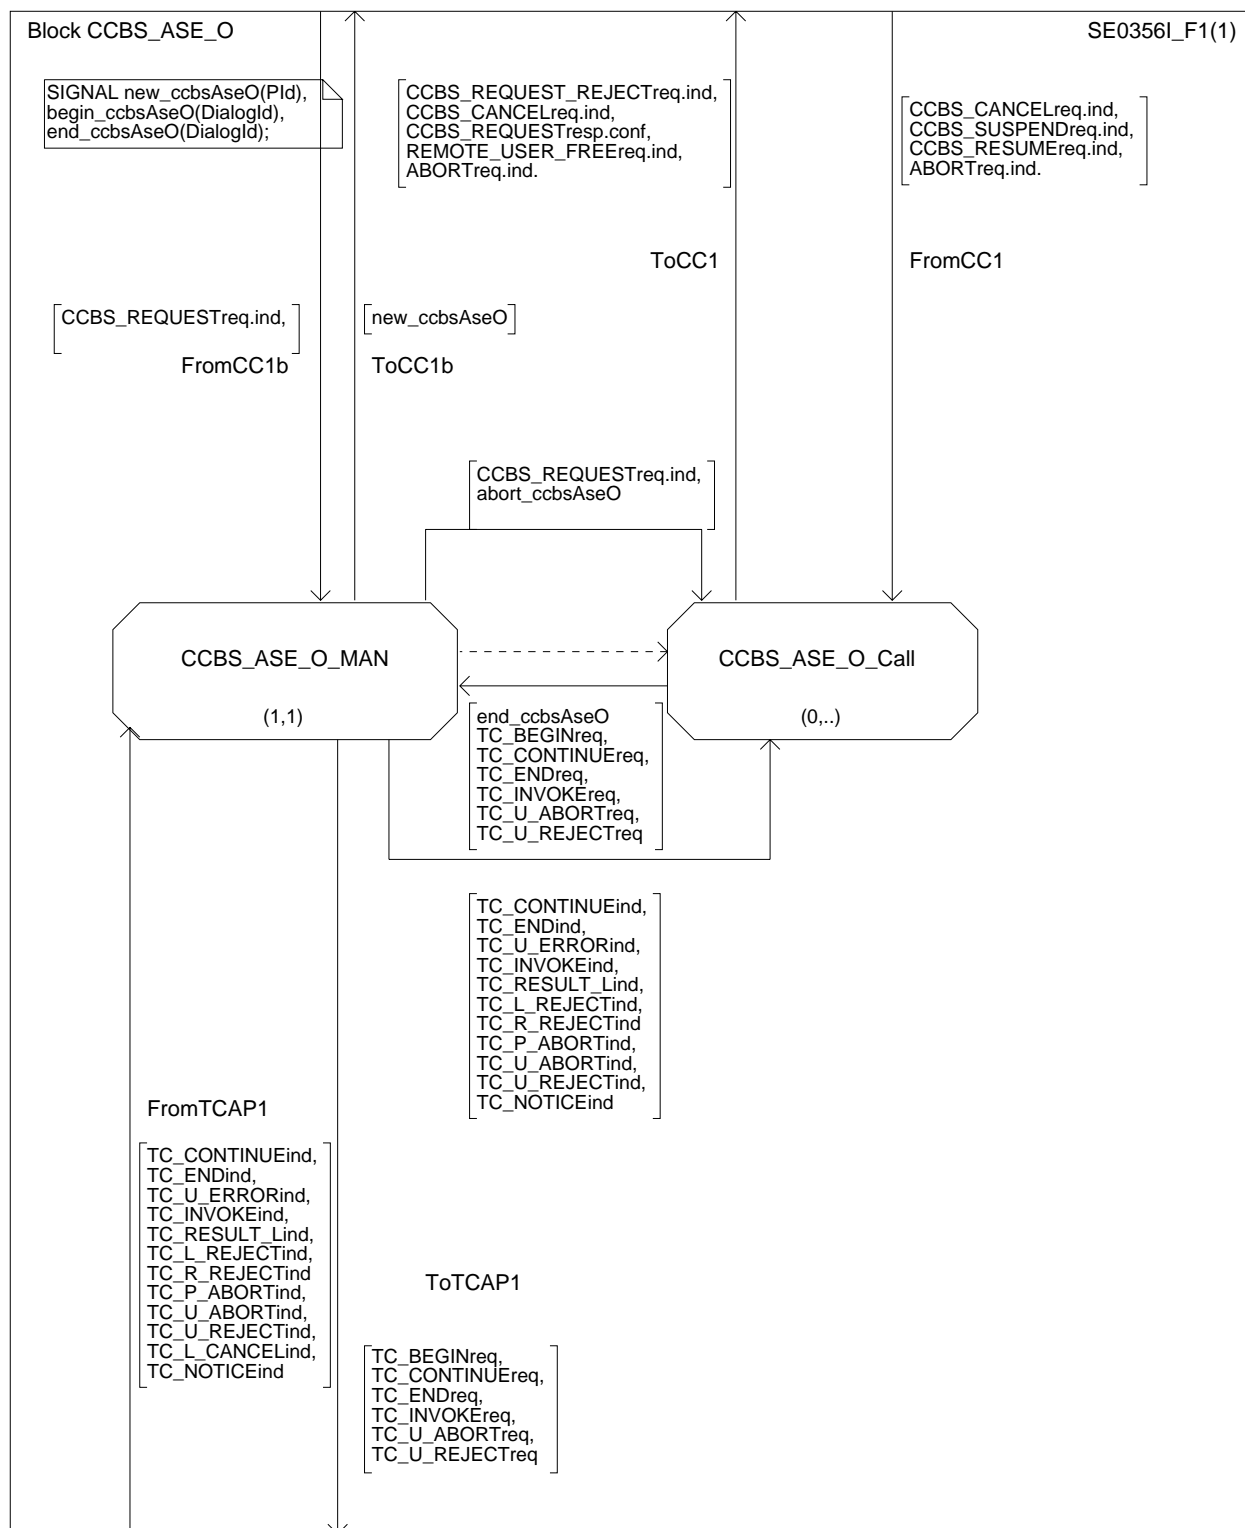 Block CCBS_ASE_O
SE0356I_F1(1)
SIGNAL new_ccbsAseO(PId),
begin_ccbsAseO(DialogId),
end_ccbsAseO(DialogId);
CCBS_REQUEST_REJECTreq.ind,
CCBS_CANCELreq.ind,
CCBS_REQUESTresp.conf,
REMOTE_USER_FREEreq.ind,
ABORTreq.ind.
CCBS_CANCELreq.ind,
CCBS_SUSPENDreq.ind,
CCBS_RESUMEreq.ind,
ABORTreq.ind.
ToCC1
FromCC1
CCBS_REQUESTreq.ind,
new_ccbsAseO
FromCC1b
ToCC1b
CCBS_REQUESTreq.ind,
abort_ccbsAseO
CCBS_ASE_O_MAN
(1,1)
CCBS_ASE_O_Call
(0,..)
end_ccbsAseO
TC_BEGINreq,
TC_CONTINUEreq,
TC_ENDreq,
TC_INVOKEreq,
TC_U_ABORTreq,
TC_U_REJECTreq
TC_CONTINUEind,
TC_ENDind,
TC_U_ERRORind,
TC_INVOKEind,
TC_RESULT_Lind,
TC_L_REJECTind,
TC_R_REJECTind
TC_P_ABORTind,
TC_U_ABORTind,
TC_U_REJECTind,
TC_NOTICEind
FromTCAP1
TC_CONTINUEind,
TC_ENDind,
TC_U_ERRORind,
TC_INVOKEind,
TC_RESULT_Lind,
TC_L_REJECTind,
TC_R_REJECTind
TC_P_ABORTind,
TC_U_ABORTind,
TC_U_REJECTind,
TC_L_CANCELind,
TC_NOTICEind
ToTCAP1
TC_BEGINreq,
TC_CONTINUEreq,
TC_ENDreq,
TC_INVOKEreq,
TC_U_ABORTreq,
TC_U_REJECTreq